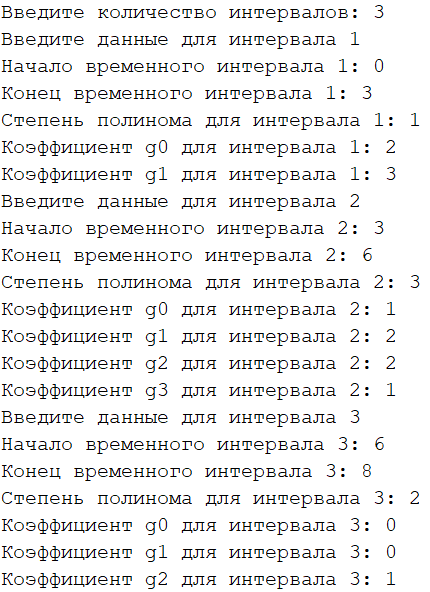 Введите количество интервалов: 3
Введите данные для интервала 1
Начало временного интервала 1: 0
Конец временного интервала 1: 3
Степень полинома для интервала 1: 1
Коэффициент g0 для интервала 1: 2
Коэффициент g1 для интервала 1: 3
Введите данные для интервала 2
Начало временного интервала 2: 3
Конец временного интервала 2: 6
Степень полинома для интервала 2: 3
Коэффициент g0 для интервала 2: 1
Коэффициент g1 для интервала 2: 2
Коэффициент g2 для интервала 2: 2
Коэффициент g3 для интервала 2: 1
Введите данные для интервала 3
Начало временного интервала 3: 6
Конец временного интервала 3: 8
Степень полинома для интервала 3: 2
Коэффициент g0 для интервала 3: 0
Коэффициент g1 для интервала 3: 0
Коэффициент g2 для интервала 3: 1